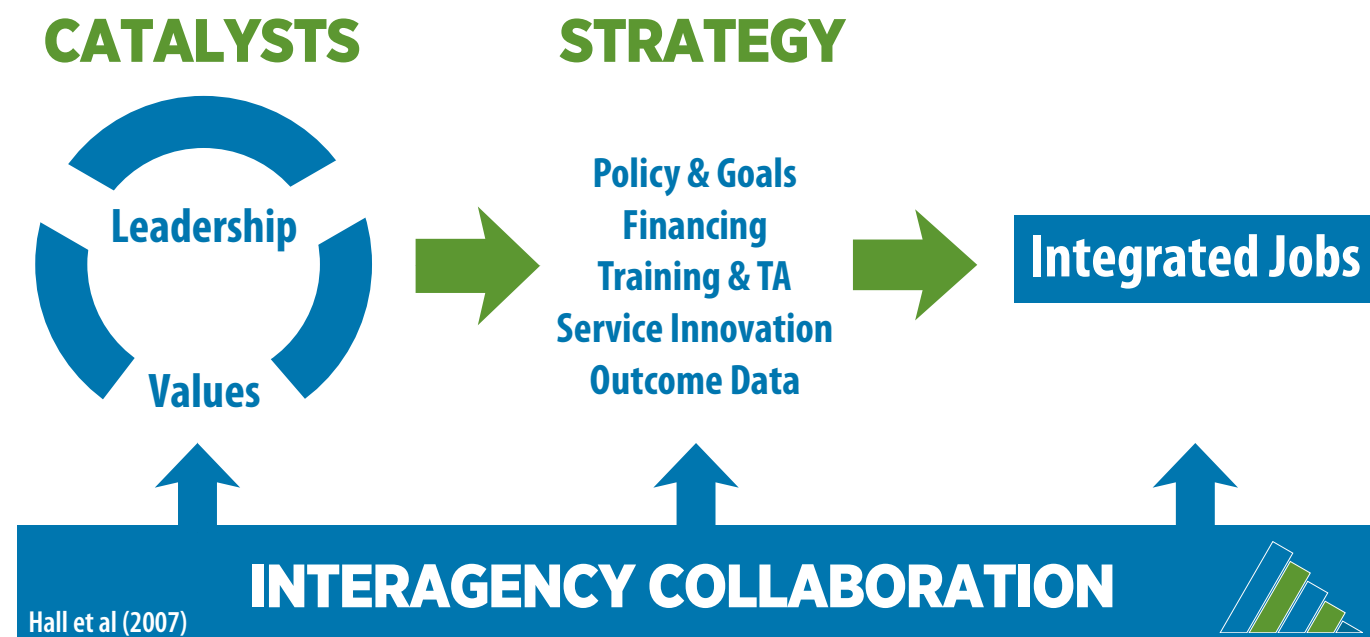 CATALYSTS
STRATEGY
Leadership
Values
Policy & Goals
Financing
Training & TA
Service Innovation
Outcome Data
Integrated Jobs
INTERAGENCY COLLABORATION
Hall et al (2007)